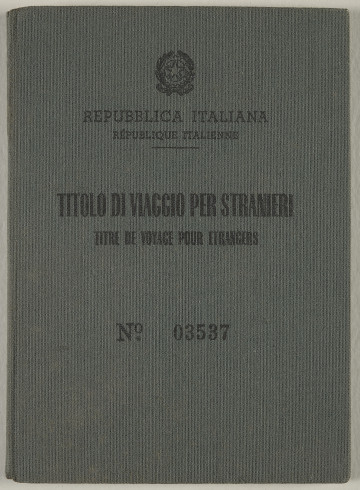 REPUBBLICA ITALIANA
RÉPUBLIQUE ITALIENNE
TITOLO DI VIAGGIO PER STRANIERI
TITRE DE VOYAGE POUR ETRANGERS
Nº 03537